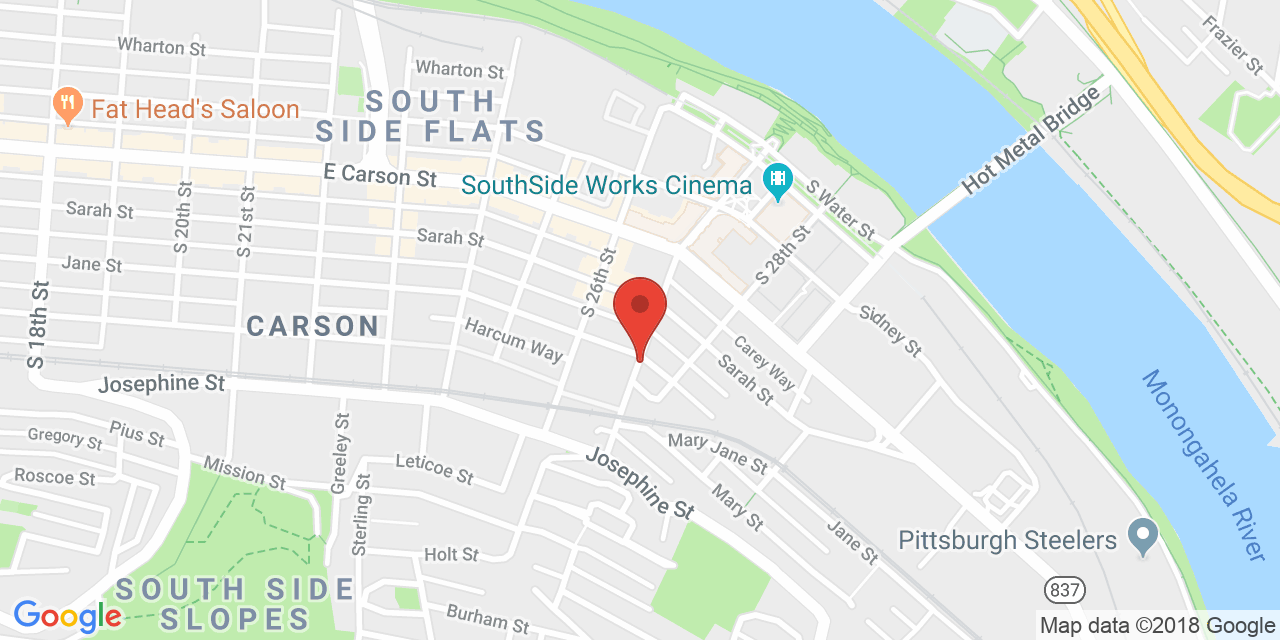 Frazier St
Wharton St
Wharton St
Fat Head's Saloon
SOUTH
SIDE FLATS
Hot Metal Bridge
E Carson St
SouthSide Works Cinema
S Water St
S 20th St
S 21st St
Sarah St
Sarah St
S 28th St
Jane St
S 26th St
S 18th St
CARSON
Harcum Way
Sidney St
Carey Way
Sarah St
Josephine St
Monongahela River
Pius St
Gregory St
Greeley St
Mary Jane St
Roscoe St
Mission St
Leticoe St
Josephine St
Sterling St
Mary St
Jane St
Pittsburgh Steelers
Holt St
SOUTH SIDE
SLOPES
837
Burham St
Google
Map data ©2018 Google